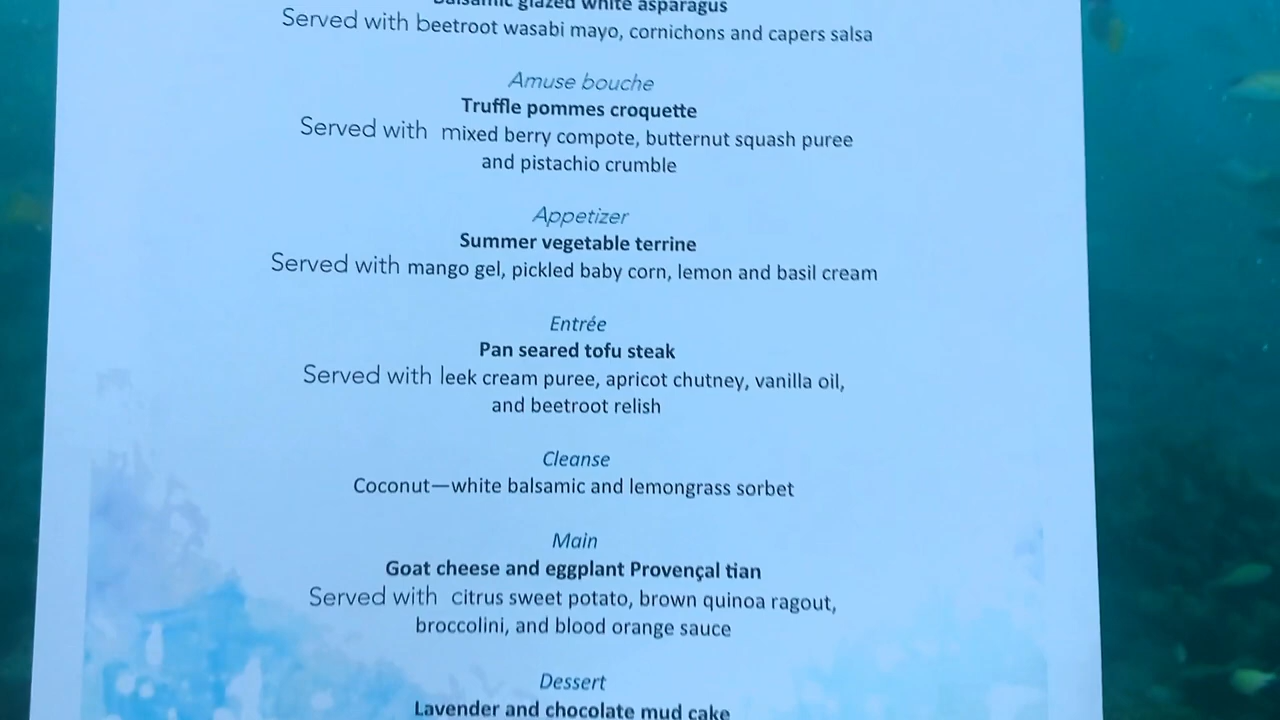 Balsamic glazed white asparagus
Served with beetroot wasabi mayo, cornichons and capers salsa
Amuse bouche
Truffle pommes croquette
Served with mixed berry compote, butternut squash puree
and pistachio crumble
Appetizer
Summer vegetable terrine
Served with mango gel, pickled baby corn, lemon and basil cream
Entrée
Pan seared tofu steak
Served with leek cream puree, apricot chutney, vanilla oil,
and beetroot relish
Cleanse
Coconut—white balsamic and lemongrass sorbet
Main
Goat cheese and eggplant Provençal tian
Served with citrus sweet potato, brown quinoa ragout,
broccolini, and blood orange sauce
Dessert
Lavender and chocolate mud cake